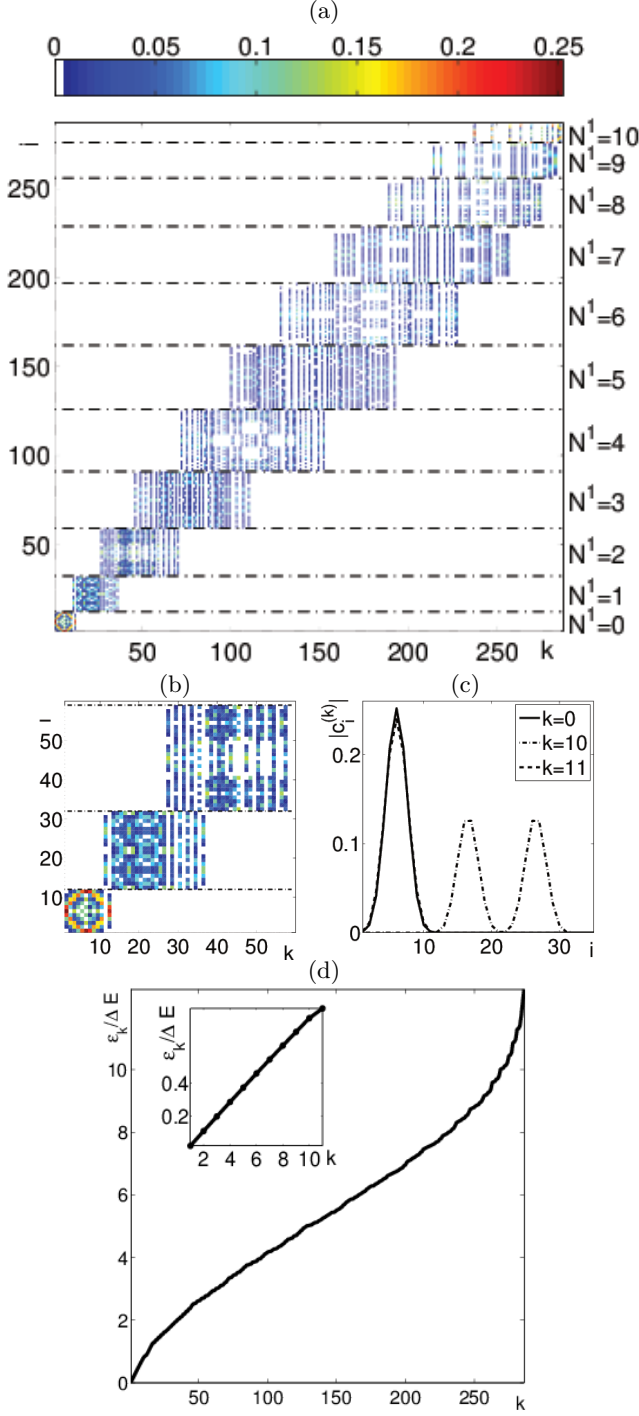 (a)
0 0.05 0.1 0.15 0.2 0.25
i
250
200
150
100
50
N¹=10
N¹=9
N¹=8
N¹=7
N¹=6
N¹=5
N¹=4
N¹=3
N¹=2
N¹=1
N¹=0
50 100 150 200 250 k
(b)
i
50
40
30
20
10
10 20 30 40 50 k
(c)
|c_i^(k)|
0.2
0.1
0
k=0
k=10
k=11
0 10 20 30 i
(d)
ε_k/Δ E
10
8
6
4
2
0
ε_k/Δ E
0.4
0.2
2 4 6 8 10 k
50 100 150 200 250 k